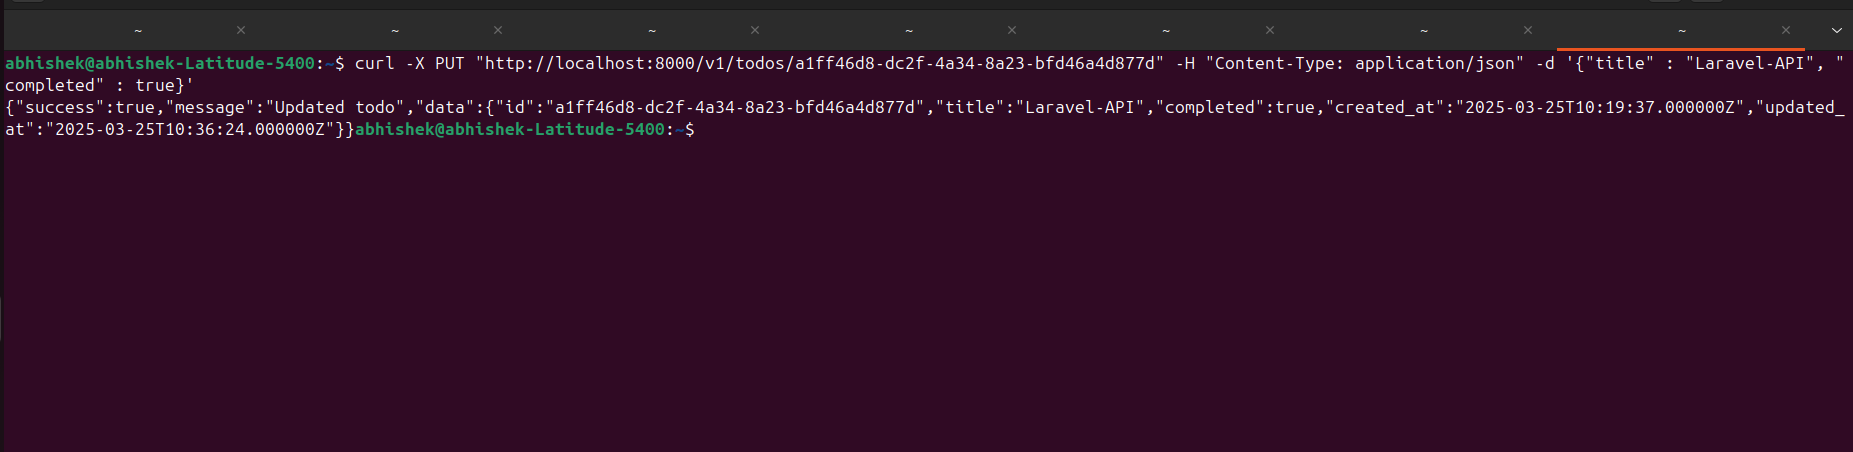 ~ × ~ × ~ × ~ × ~ × ~ × ~ ×
abhishek@abhishek-Latitude-5400:~$ curl -X PUT "http://localhost:8000/v1/todos/a1ff46d8-dc2f-4a34-8a23-bfd46a4d877d" -H "Content-Type: application/json" -d '{"title" : "Laravel-API", "
completed" : true}'
{"success":true,"message":"Updated todo","data":{"id":"a1ff46d8-dc2f-4a34-8a23-bfd46a4d877d","title":"Laravel-API","completed":true,"created_at":"2025-03-25T10:19:37.000000Z","updated_
at":"2025-03-25T10:36:24.000000Z"}}abhishek@abhishek-Latitude-5400:~$